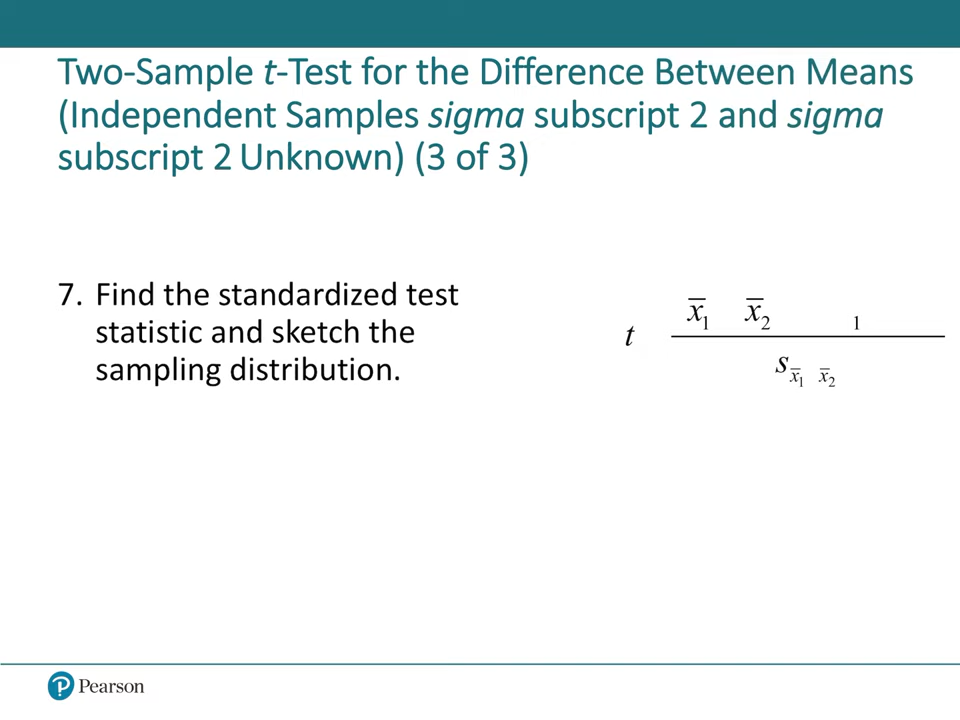 Two-Sample t-Test for the Difference Between Means
(Independent Samples sigma subscript 2 and sigma
subscript 2 Unknown) (3 of 3)
7. Find the standardized test
statistic and sketch the
sampling distribution.
x̅₁ x̅₂ ₁
t
s x̅₁ x̅₂
Pearson